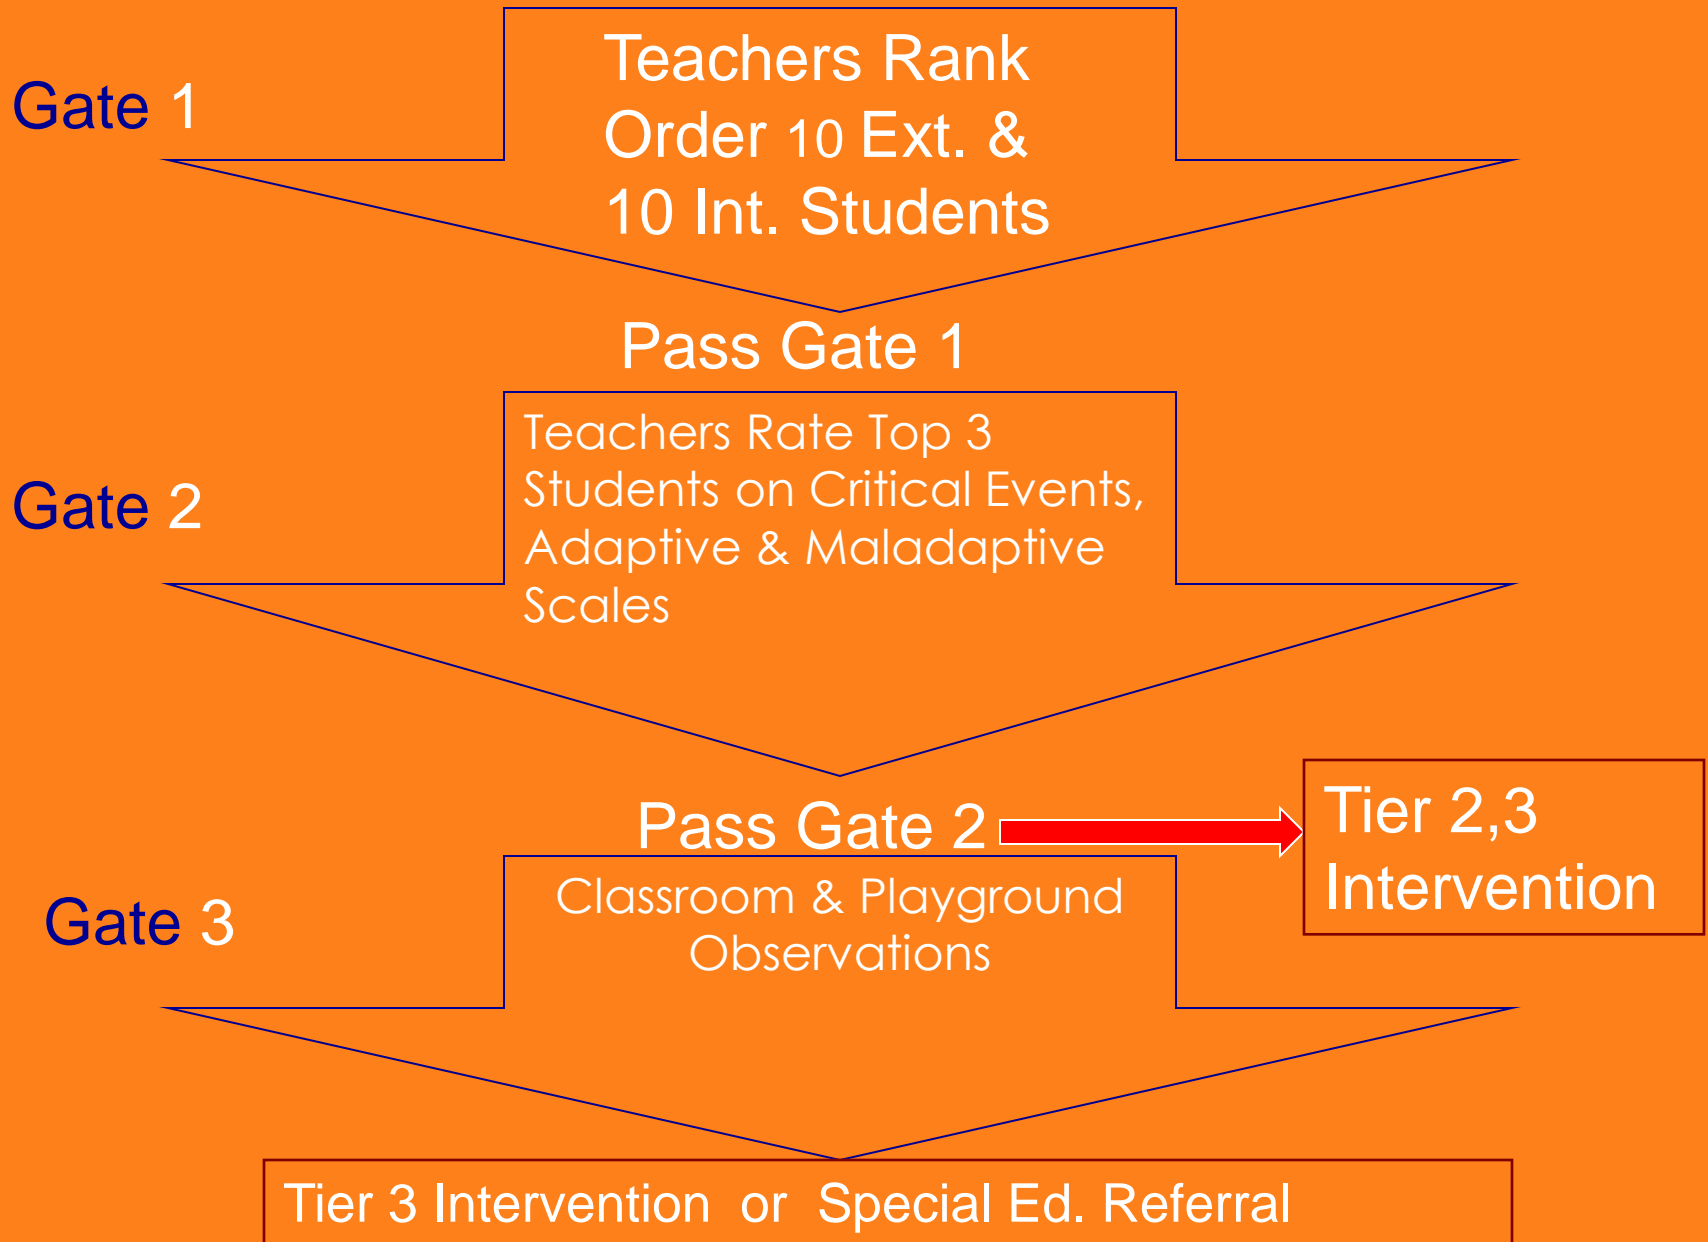 Gate 1
Teachers Rank
Order 10 Ext. &
10 Int. Students
Pass Gate 1
Gate 2
Teachers Rate Top 3
Students on Critical Events,
Adaptive & Maladaptive
Scales
Pass Gate 2
Tier 2,3
Intervention
Gate 3
Classroom & Playground
Observations
Tier 3 Intervention or Special Ed. Referral